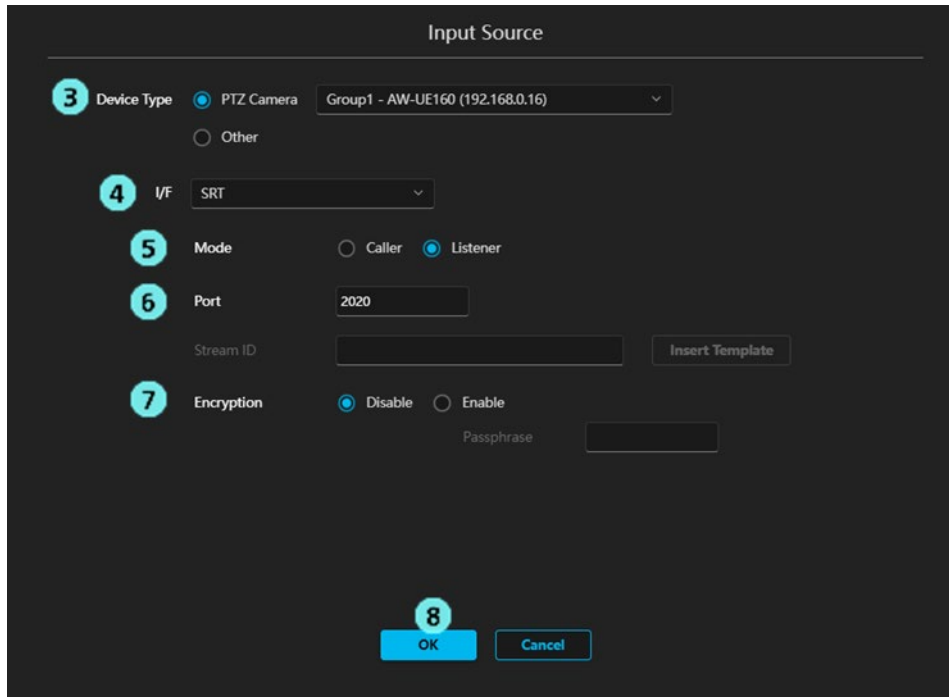 Input Source
3 Device Type PTZ Camera Group1 - AW-UE160 (192.168.0.16)
Other
4 I/F SRT
5 Mode Caller Listener
6 Port 2020
Stream ID Insert Template
7 Encryption Disable Enable
Passphrase
8
OK Cancel